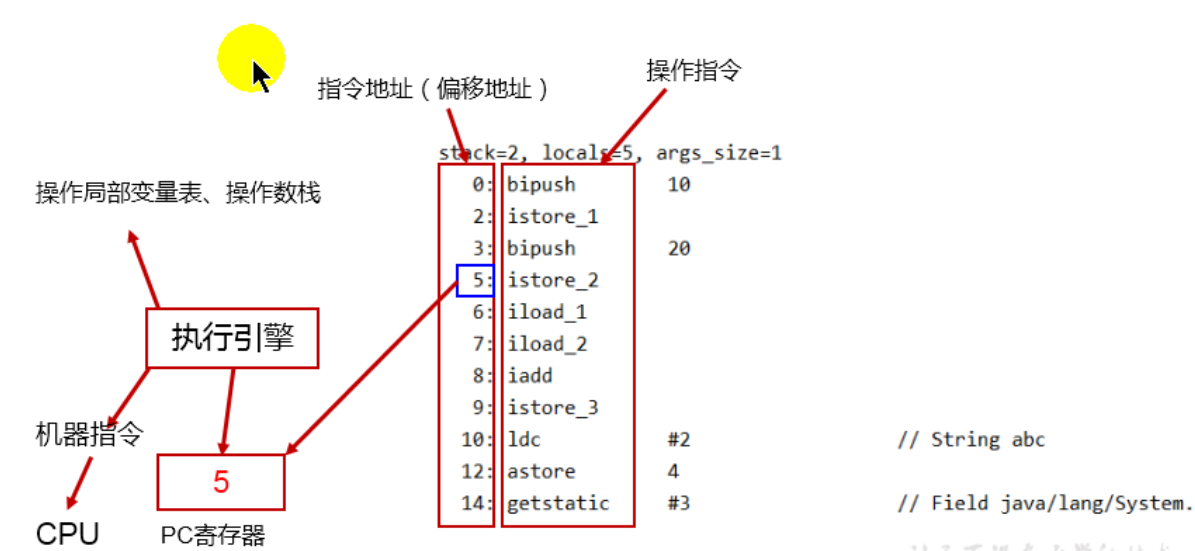 操作指令
指令地址（偏移地址）
stack=2, locals=5, args_size=1
操作局部变量表、操作数栈
0: bipush 10
2: istore_1
3: bipush 20
5: istore_2
6: iload_1
7: iload_2
8: iadd
9: istore_3
10: ldc #2 // String abc
12: astore 4
14: getstatic #3 // Field java/lang/System.
执行引擎
机器指令
5
CPU
PC寄存器